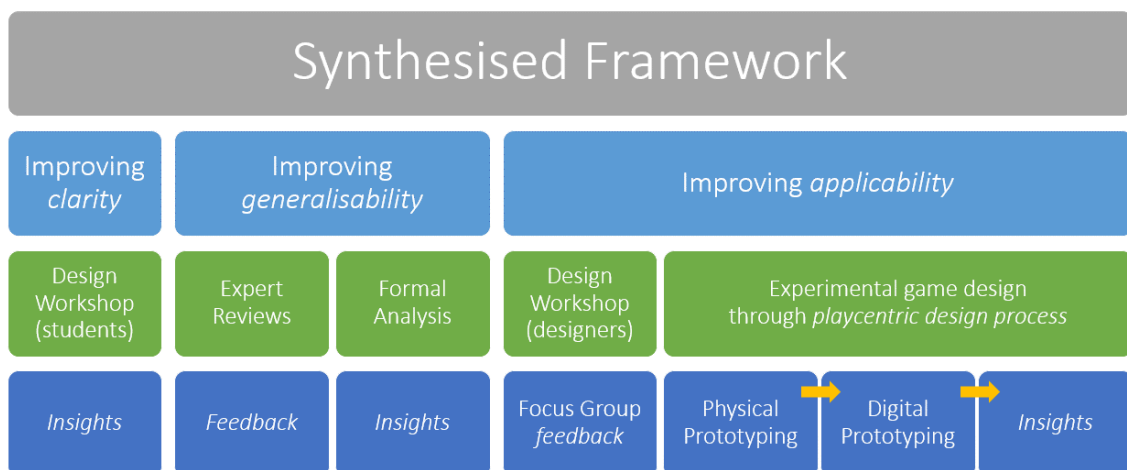 Synthesised Framework
Improving
clarity
Improving
generalisability
Improving applicability
Design
Workshop
(students)
Expert
Reviews
Formal
Analysis
Design
Workshop
(designers)
Experimental game design
through playcentric design process
Insights
Feedback
Insights
Focus Group
feedback
Physical
Prototyping
Digital
Prototyping
Insights